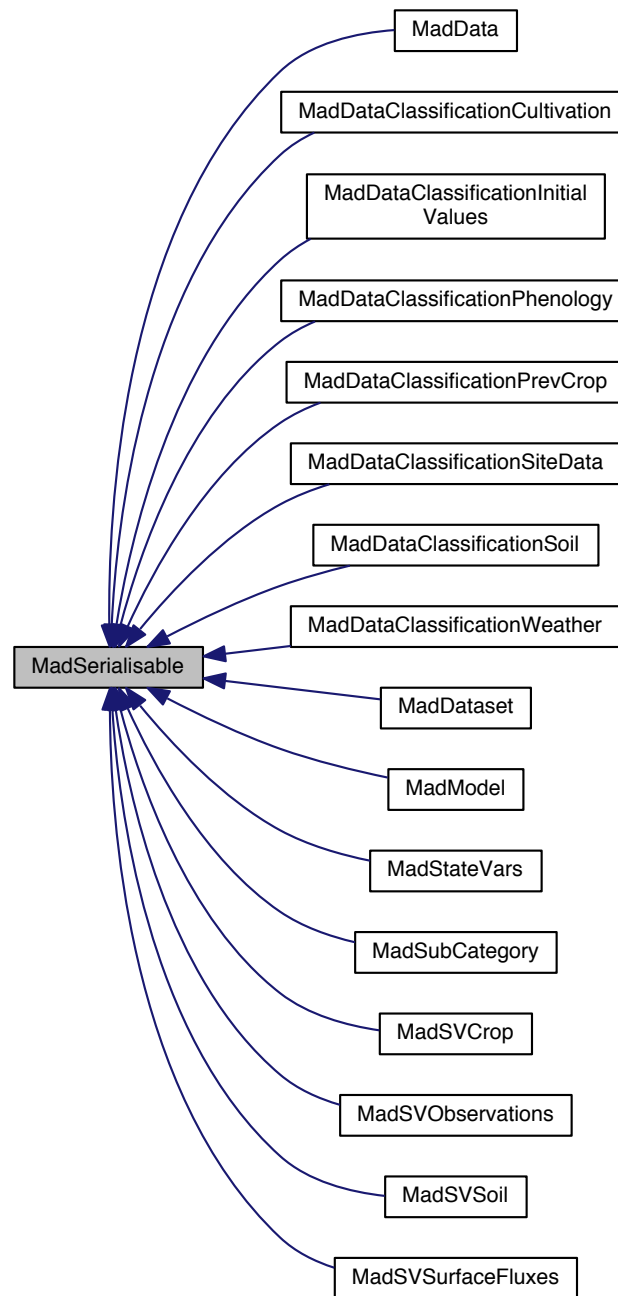 MadData
MadDataClassificationCultivation
MadDataClassificationInitial
Values
MadDataClassificationPhenology
MadDataClassificationPrevCrop
MadDataClassificationSiteData
MadDataClassificationSoil
MadDataClassificationWeather
MadSerialisable
MadDataset
MadModel
MadStateVars
MadSubCategory
MadSVCrop
MadSVObservations
MadSVSoil
MadSVSurfaceFluxes